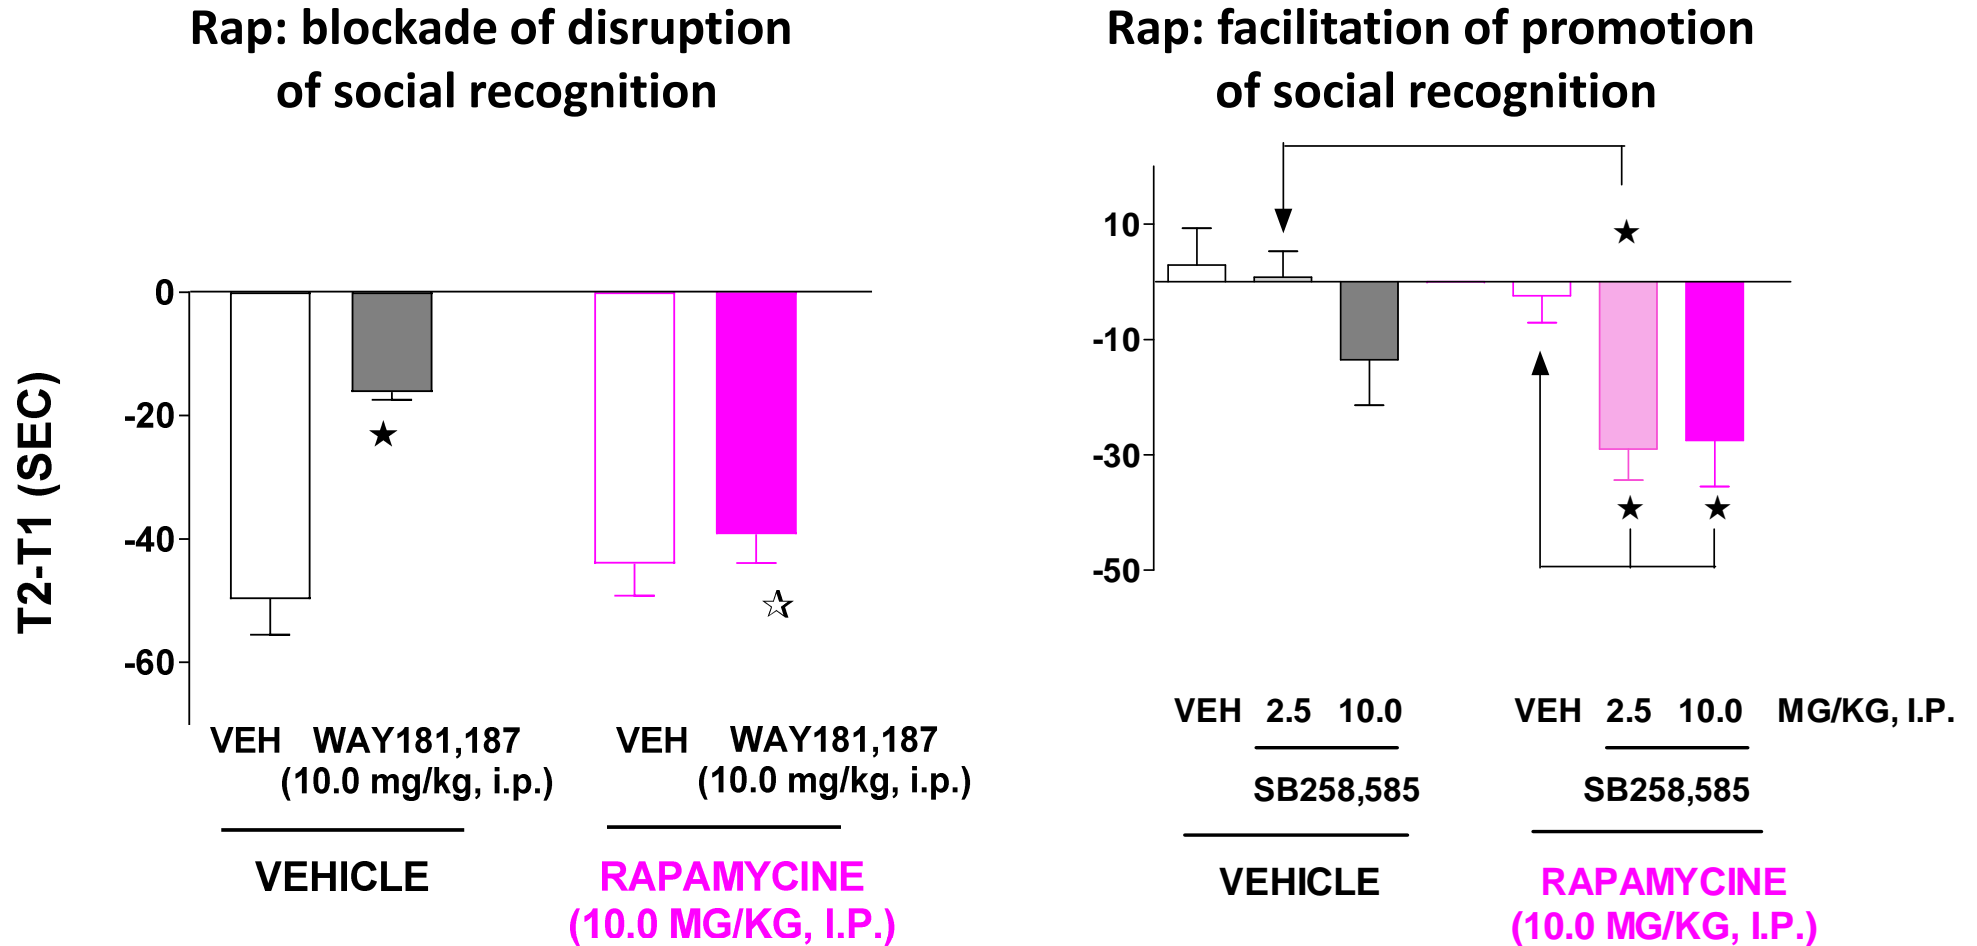 Rap: blockade of disruption
of social recognition
T2-T1 (SEC)
0
-20
-40
-60
VEH WAY181,187
(10.0 mg/kg, i.p.)
VEHICLE
VEH WAY181,187
(10.0 mg/kg, i.p.)
RAPAMYCINE
(10.0 MG/KG, I.P.)
Rap: facilitation of promotion
of social recognition
10
-10
-30
-50
VEH 2.5 10.0
SB258,585
VEHICLE
VEH 2.5 10.0 MG/KG, I.P.
SB258,585
RAPAMYCINE
(10.0 MG/KG, I.P.)